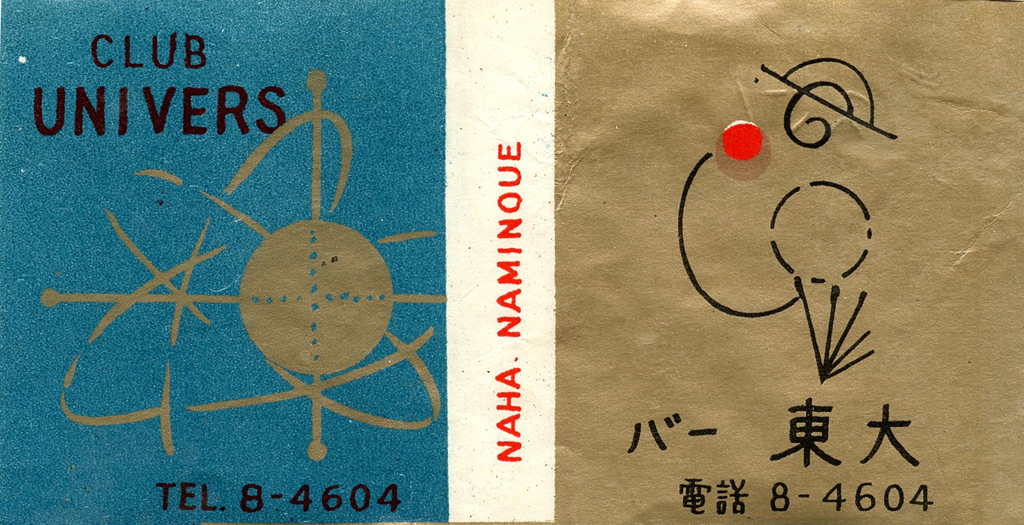 CLUB
UNIVERS
TEL. 8-4604
NAHA. NAMINOUE
バー 東大
電話 8-4604